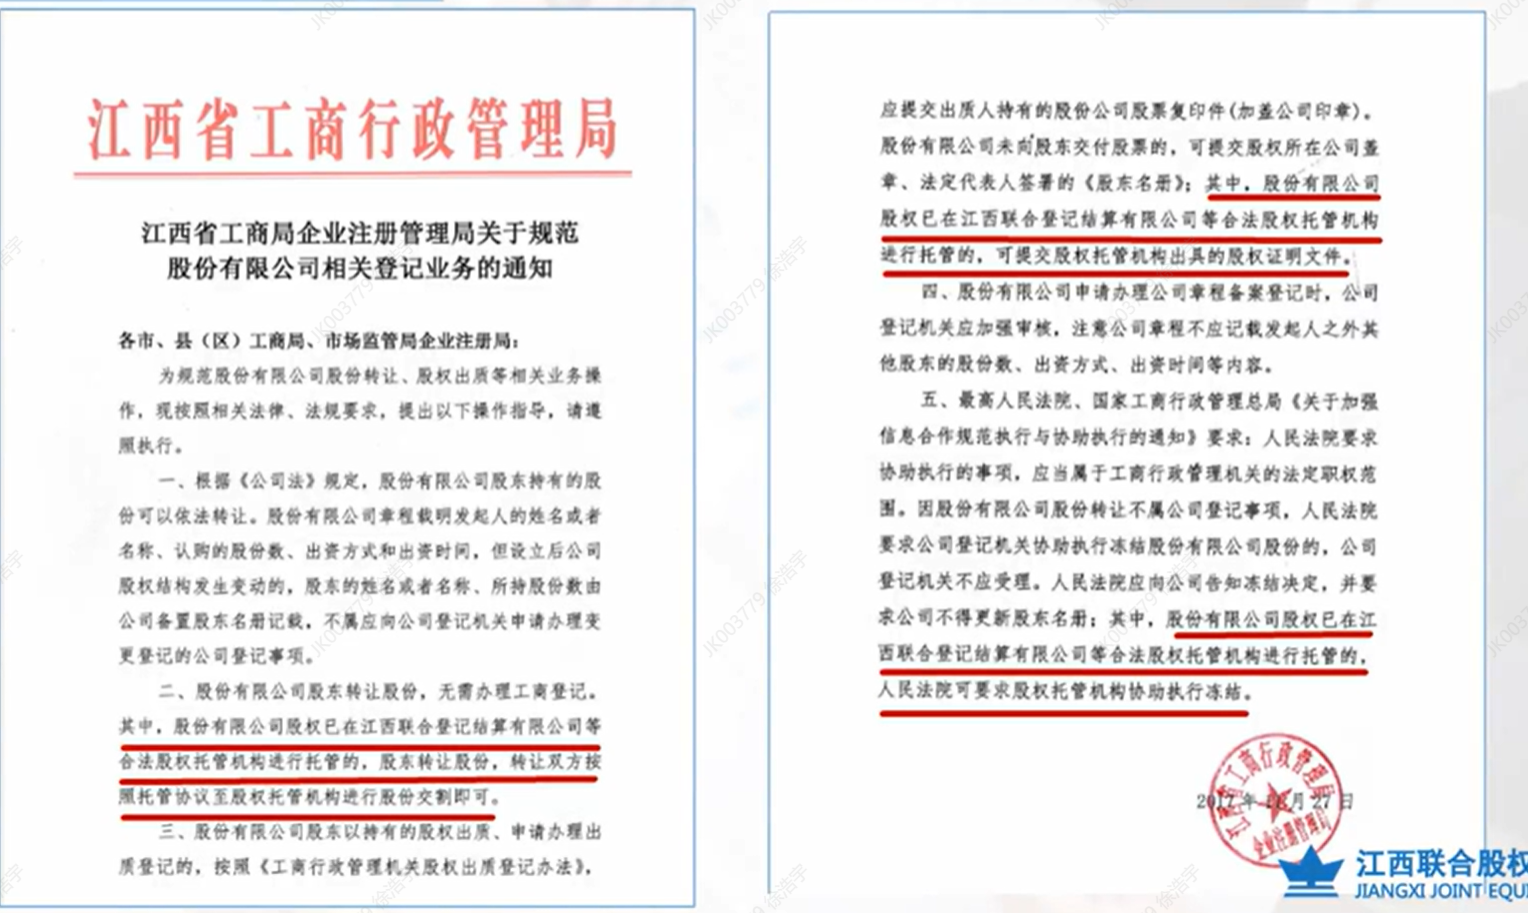 江西省工商行政管理局
江西省工商局企业注册管理局关于规范
股份有限公司相关登记业务的通知
各市、县（区）工商局、市场监管局企业注册局：
为规范股份有限公司股份转让、股权出质等相关业务操
作，现按照相关法律、法规要求，提出以下操作指导，请遵
照执行。
一、根据《公司法》规定，股份有限公司股东持有的股
份可以依法转让。股份有限公司章程载明发起人的姓名或者
名称、认购的股份数、出资方式和出资时间，但设立后公司
股权结构发生变动的，股东的姓名或者名称、所持股份数由
公司备置股东名册记载，不属应向公司登记机关申请办理变
更登记的公司登记事项。
二、股份有限公司股东转让股份，无需办理工商登记。
其中，股份有限公司股权已在江西联合登记结算有限公司等
合法股权托管机构进行托管的，股东转让股份，转让双方按
照托管协议至股权托管机构进行股份交割即可。
三、股份有限公司股东以持有的股权出质、申请办理出
质登记的，按照《工商行政管理机关股权出质登记办法》，
应提交出质人持有的股份公司股票复印件(加盖公司印章)。
股份有限公司未向股东交付股票的，可提交股权所在公司盖
章、法定代表人签署的《股东名册》；其中，股份有限公司
股权已在江西联合登记结算有限公司等合法股权托管机构
进行托管的，可提交股权托管机构出具的股权证明文件。
四、股份有限公司申请办理公司章程备案登记时，公司
登记机关应加强审核，注意公司章程不应记载发起人之外其
他股东的股份数、出资方式、出资时间等内容。
五、最高人民法院、国家工商行政管理总局《关于加强
信息合作规范执行与协助执行的通知》要求：人民法院要求
协助执行的事项，应当属于工商行政管理机关的法定职权范
围。因股份有限公司股份转让不属公司登记事项，人民法院
要求公司登记机关协助执行冻结股份有限公司股份的，公司
登记机关不应受理。人民法院应向公司告知冻结决定，并要
求公司不得更新股东名册；其中，股份有限公司股权已在江
西联合登记结算有限公司等合法股权托管机构进行托管的，
人民法院可要求股权托管机构协助执行冻结。
江西省工商行政管理局
企业注册管理局
2017 年 月 27 日
江西联合股权
JIANGXI JOINT EQU
JK003779 徐浩宇